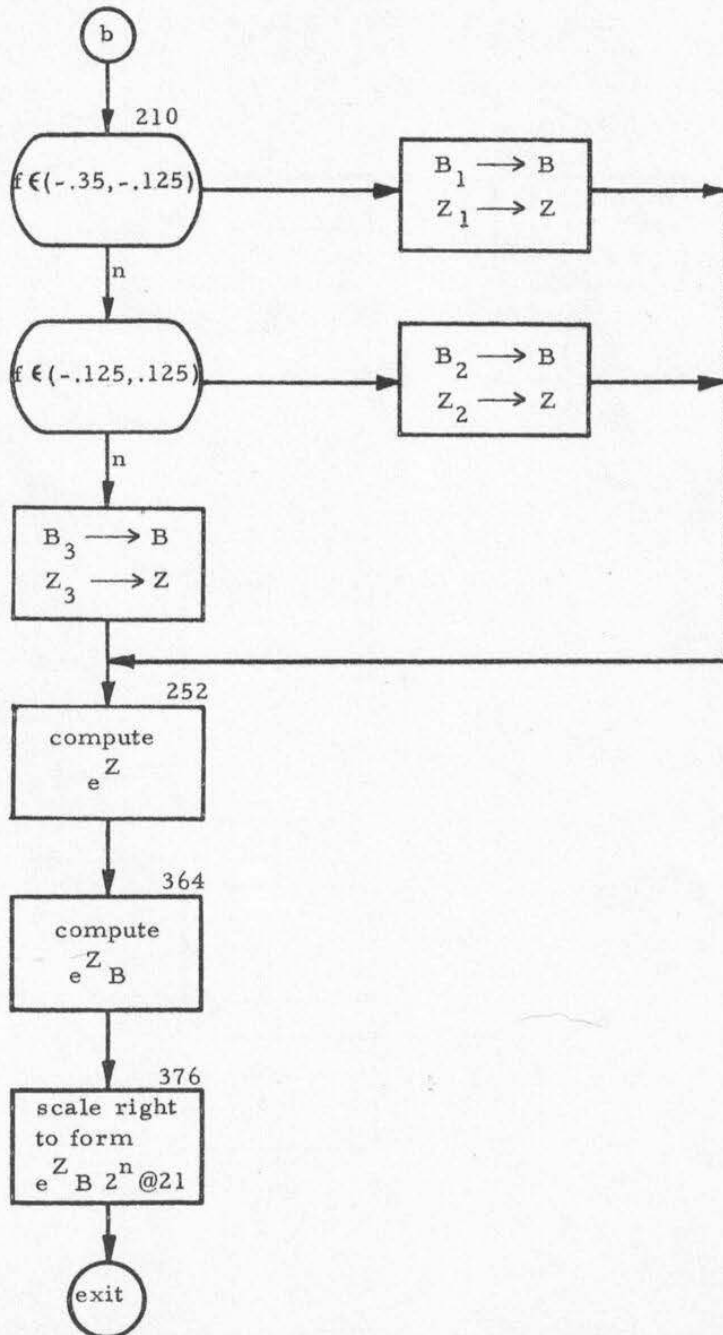 b
210
f ϵ(-.35, -.125)
B₁ ⟶ B
Z₁ ⟶ Z
n
f ϵ(-.125, .125)
B₂ ⟶ B
Z₂ ⟶ Z
n
B₃ ⟶ B
Z₃ ⟶ Z
252
compute
e^Z
364
compute
e^Z B
376
scale right
to form
e^Z B 2^n @21
exit